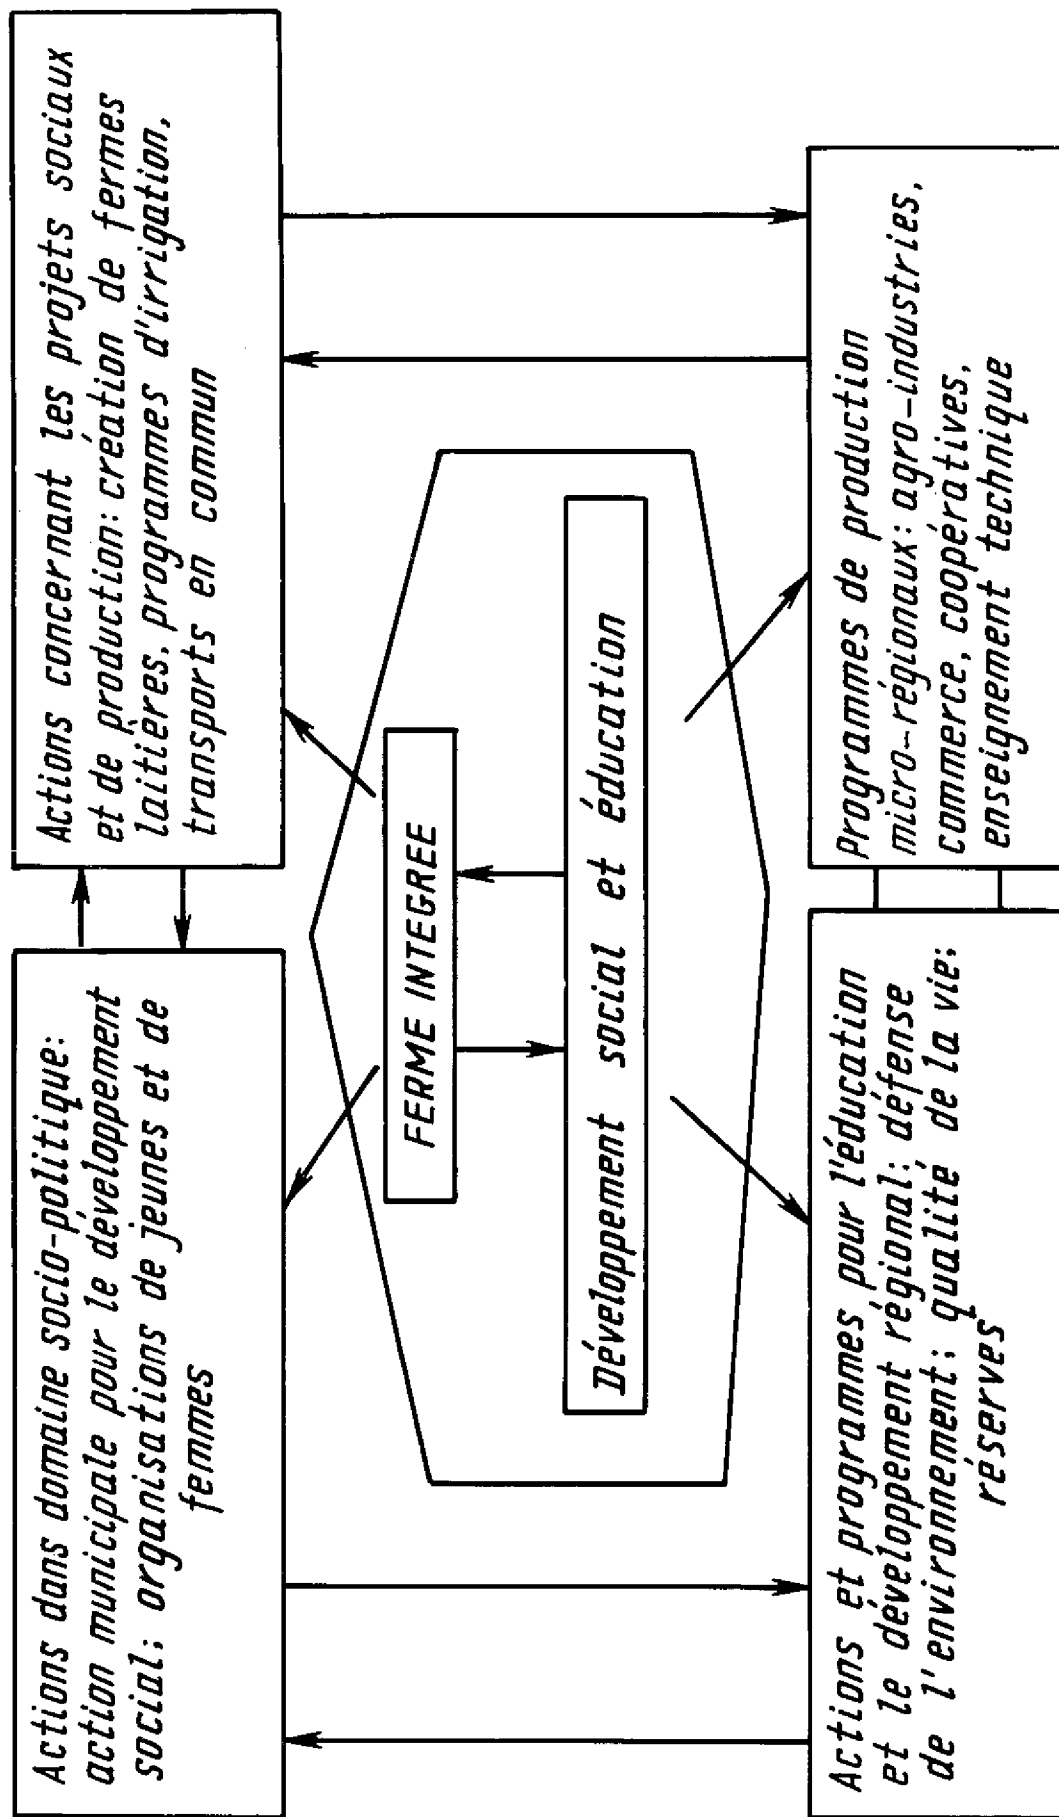 Actions dans domaine socio-politique:
action municipale pour le développement
social; organisations de jeunes et de
femmes
Actions concernant les projets sociaux
et de production: création de fermes
laitières, programmes d'irrigation,
transports en commun
FERME INTEGREE
Développement social et éducation
Actions et programmes pour l'éducation
et le développement régional: défense
de l'environnement; qualité de la vie;
réserves
Programmes de production
micro-régionaux: agro-industries,
commerce, coopératives,
enseignement technique